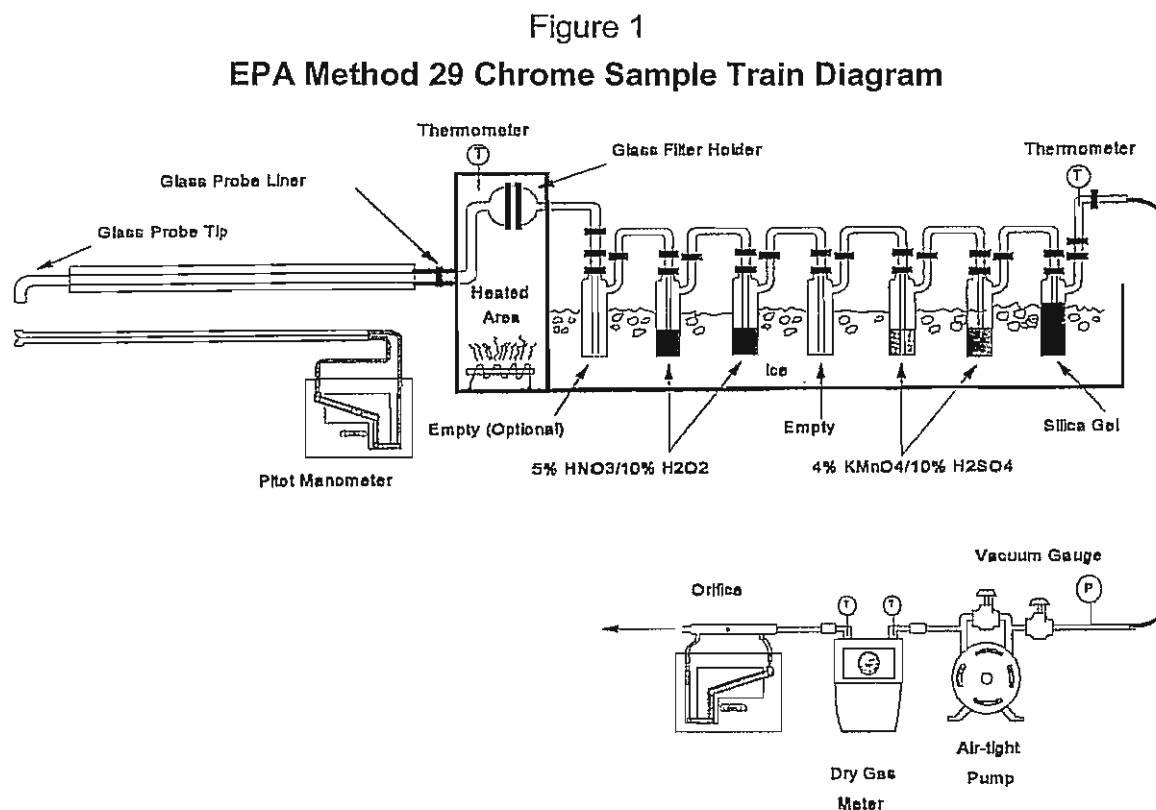 Figure 1
EPA Method 29 Chrome Sample Train Diagram
Thermometer
T
Glass Filter Holder
Thermometer
T
Glass Probe Liner
Glass Probe Tip
Heated
Area
Ice
Empty (Optional)
Empty
Silica Gel
5% HNO3/10% H2O2
4% KMnO4/10% H2SO4
Pitot Manometer
Vacuum Gauge
Orifice
T
T
P
Air-tight
Pump
Dry Gas
Meter